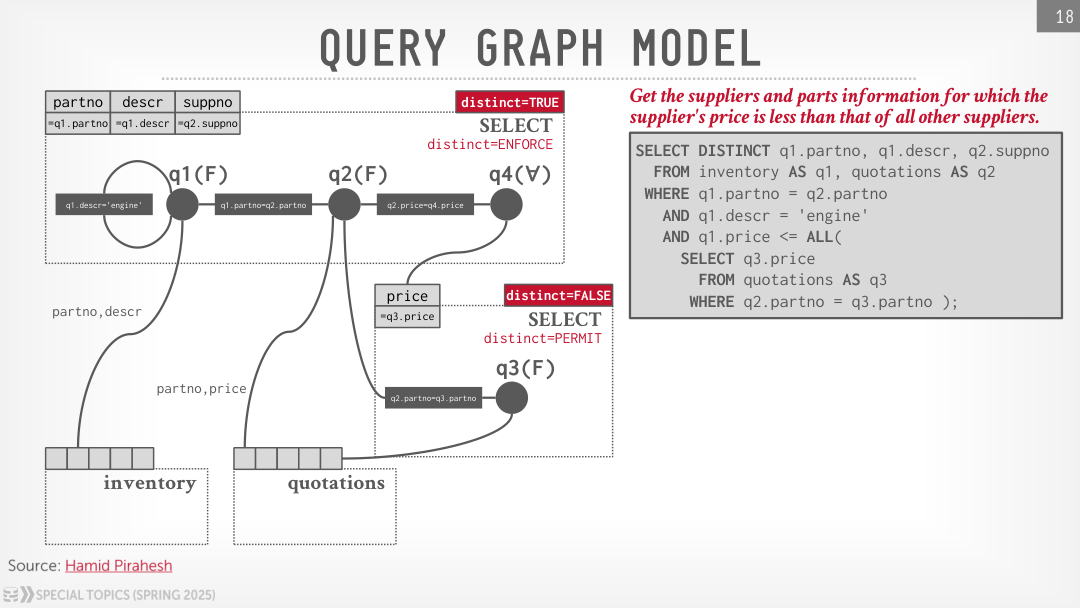 18
QUERY GRAPH MODEL
partno descr suppno
=q1.partno =q1.descr =q2.suppno
distinct=TRUE
SELECT
distinct=ENFORCE
q1(F) q2(F) q4(∀)
q1.descr='engine' q1.partno=q2.partno q2.price=q4.price
partno,descr
partno,price
price
=q3.price
distinct=FALSE
SELECT
distinct=PERMIT
q3(F)
q2.partno=q3.partno
inventory
quotations
Get the suppliers and parts information for which the
supplier's price is less than that of all other suppliers.
SELECT DISTINCT q1.partno, q1.descr, q2.suppno
FROM inventory AS q1, quotations AS q2
WHERE q1.partno = q2.partno
AND q1.descr = 'engine'
AND q1.price <= ALL(
SELECT q3.price
FROM quotations AS q3
WHERE q2.partno = q3.partno );
Source: Hamid Pirahesh
SPECIAL TOPICS (SPRING 2025)